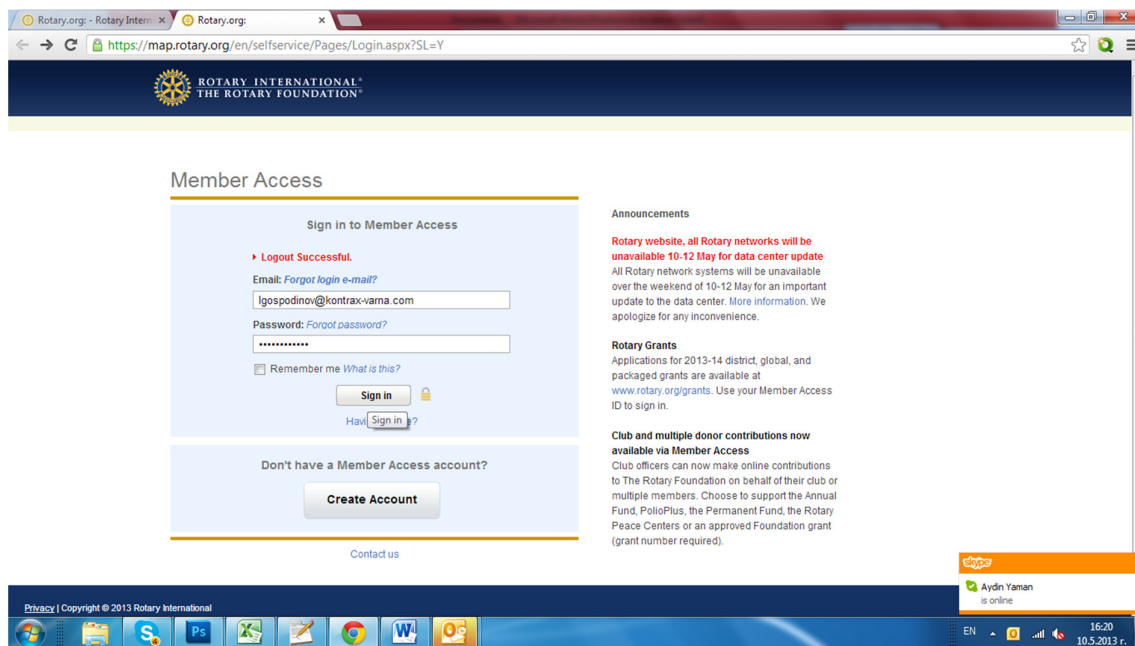 Rotary.org: - Rotary Intern
Rotary.org:
https://map.rotary.org/en/selfservice/Pages/Login.aspx?SL=Y
ROTARY INTERNATIONAL®
THE ROTARY FOUNDATION®
Member Access
Sign in to Member Access
Logout Successful.
Email: Forgot login e-mail?
lgospodinov@kontrax-varna.com
Password: Forgot password?
••••••••••••
Remember me What is this?
Sign in
Sign in
Don't have a Member Access account?
Create Account
Contact us
Announcements
Rotary website, all Rotary networks will be
unavailable 10-12 May for data center update
All Rotary network systems will be unavailable
over the weekend of 10-12 May for an important
update to the data center. More information. We
apologize for any inconvenience.
Rotary Grants
Applications for 2013-14 district, global, and
packaged grants are available at
www.rotary.org/grants. Use your Member Access
ID to sign in.
Club and multiple donor contributions now
available via Member Access
Club officers can now make online contributions
to The Rotary Foundation on behalf of their club or
multiple members. Choose to support the Annual
Fund, PolioPlus, the Permanent Fund, the Rotary
Peace Centers or an approved Foundation grant
(grant number required).
skype
Aydin Yaman
is online
Privacy | Copyright © 2013 Rotary International
Ps
EN
16:20
10.5.2013 г.